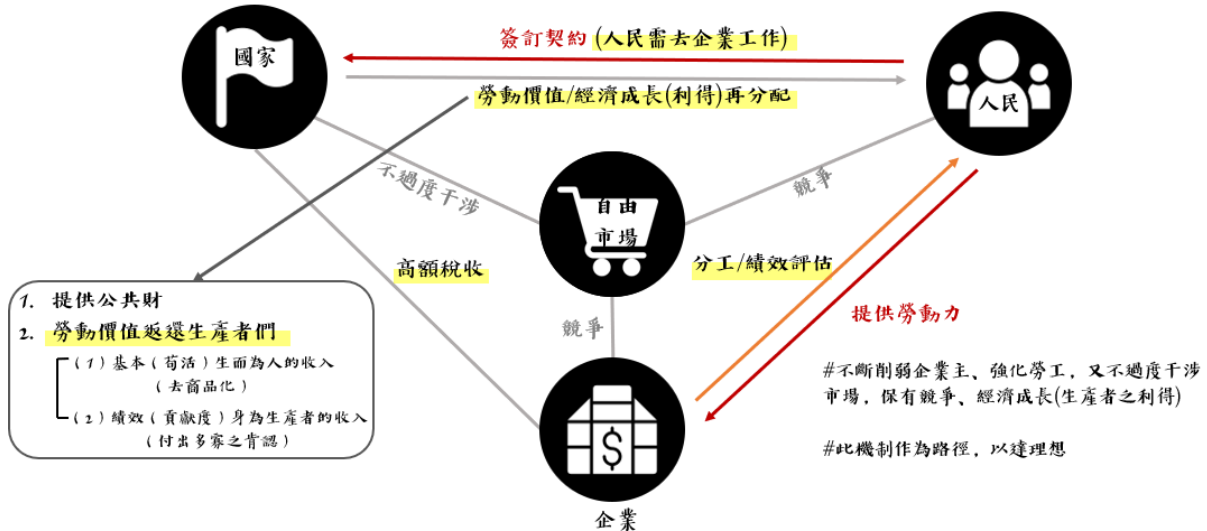 國家
簽訂契約 (人民需去企業工作)
勞動價值/經濟成長(利得)再分配
人民
不過度干涉
競爭
自由
市場
高額稅收
分工/績效評估
1. 提供公共財
2. 勞動價值返還生產者們
(1)基本(苟活)生而為人的收入
(去商品化)
(2)績效(貢獻度)身為生產者的收入
(付出多寡之肯認)
競爭
提供勞動力
#不斷削弱企業主、強化勞工，又不過度干涉
市場，保有競爭、經濟成長(生產者之利得)
#此機制作為路徑，以達理想
$
企業